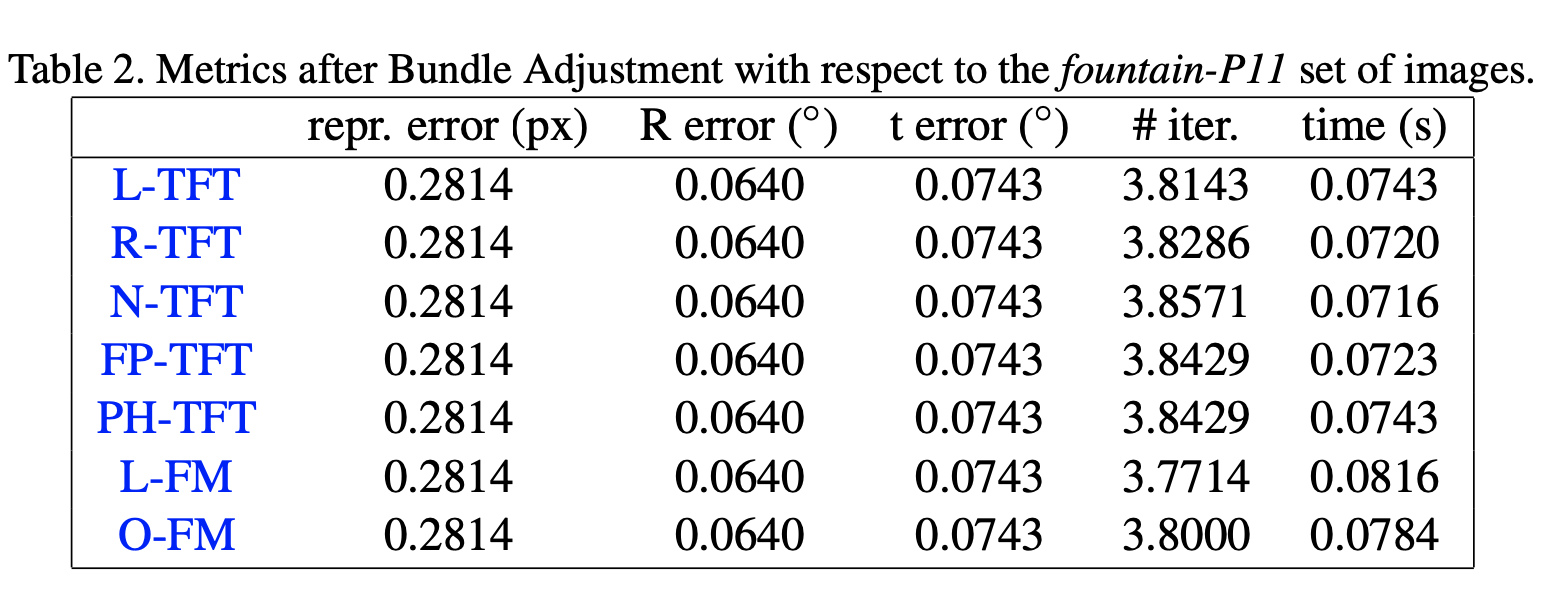 Table 2. Metrics after Bundle Adjustment with respect to the fountain-P11 set of images.
repr. error (px) R error (°) t error (°) # iter. time (s)
L-TFT 0.2814 0.0640 0.0743 3.8143 0.0743
R-TFT 0.2814 0.0640 0.0743 3.8286 0.0720
N-TFT 0.2814 0.0640 0.0743 3.8571 0.0716
FP-TFT 0.2814 0.0640 0.0743 3.8429 0.0723
PH-TFT 0.2814 0.0640 0.0743 3.8429 0.0743
L-FM 0.2814 0.0640 0.0743 3.7714 0.0816
O-FM 0.2814 0.0640 0.0743 3.8000 0.0784